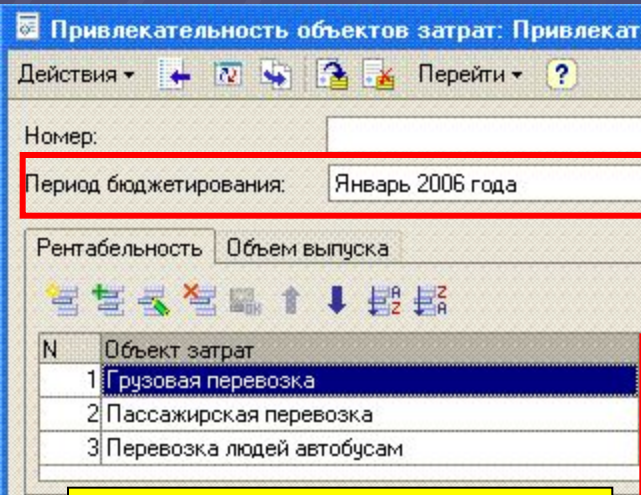 Привлекательность объектов затрат: Привлекат
Действия Перейти ?
Номер:
Период бюджетирования: Январь 2006 года
Рентабельность Объем выпуска
N Объект затрат
1 Грузовая перевозка
2 Пассажирская перевозка
3 Перевозка людей автобусам